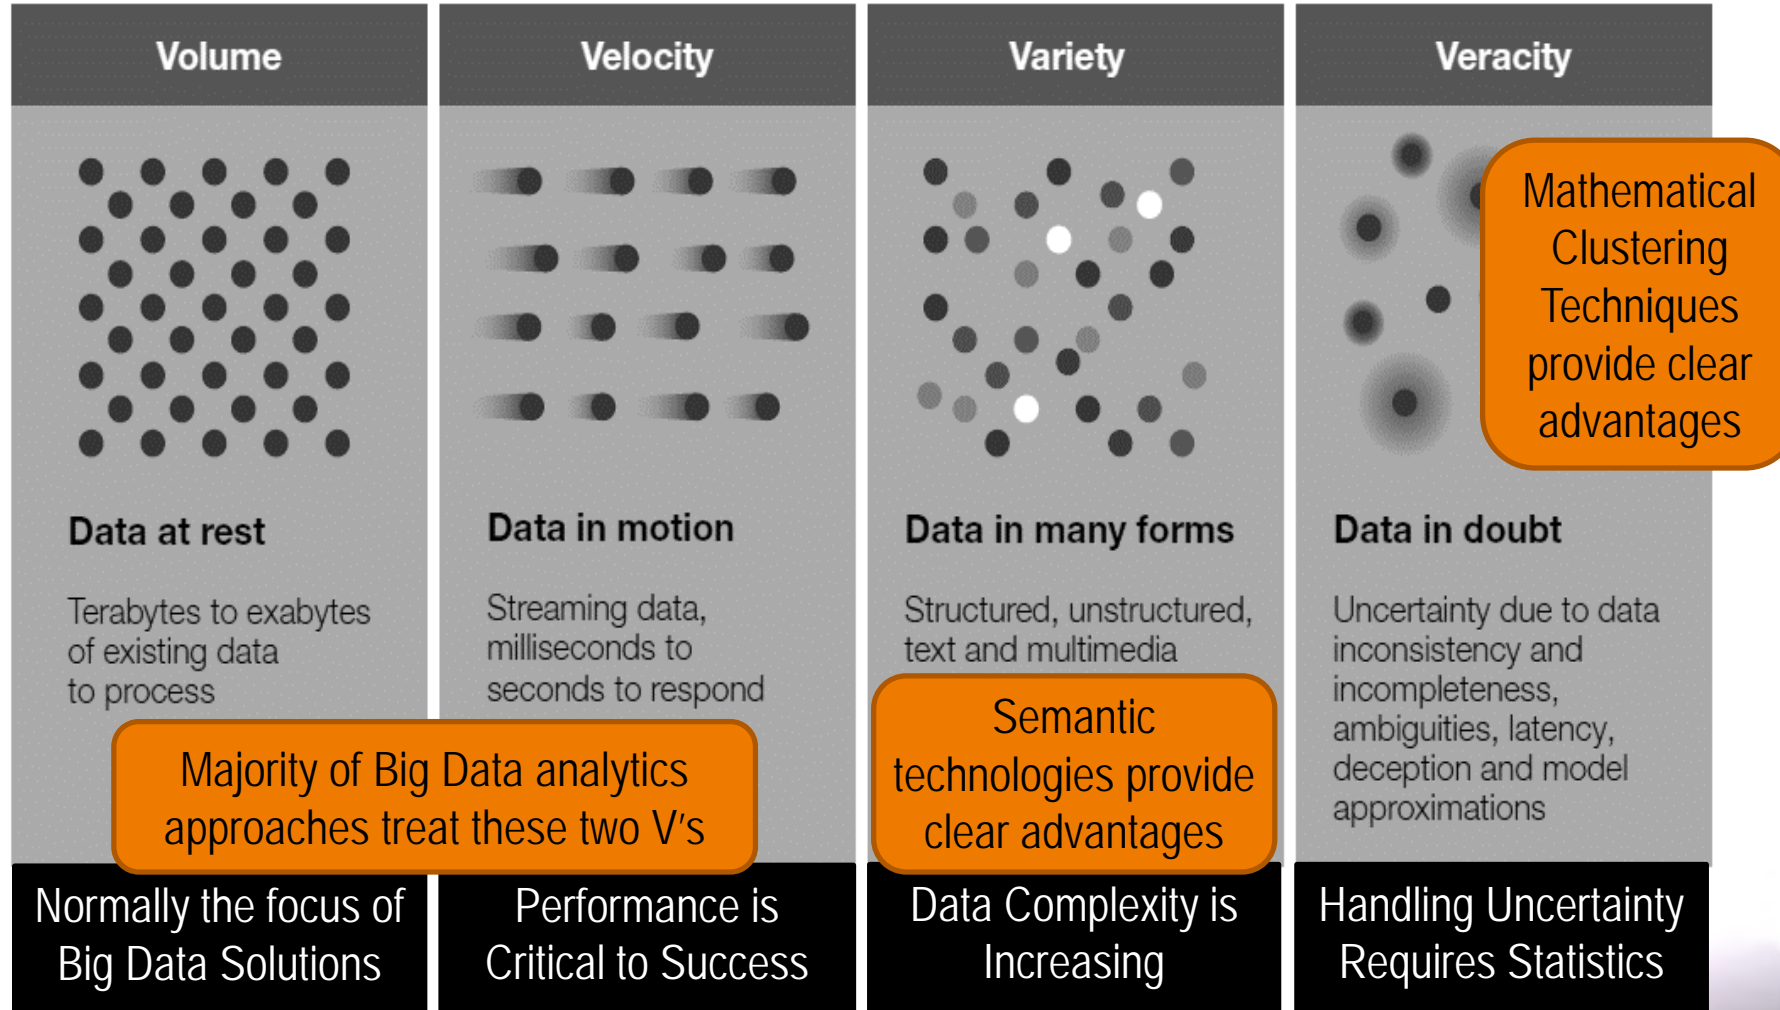 Volume
Data at rest
Terabytes to exabytes
of existing data
to process
Velocity
Data in motion
Streaming data,
milliseconds to
seconds to respond
Majority of Big Data analytics
approaches treat these two V's
Normally the focus of
Big Data Solutions
Performance is
Critical to Success
Variety
Data in many forms
Structured, unstructured,
text and multimedia
Semantic
technologies provide
clear advantages
Data Complexity is
Increasing
Veracity
Mathematical
Clustering
Techniques
provide clear
advantages
Data in doubt
Uncertainty due to data
inconsistency and
incompleteness,
ambiguities, latency,
deception and model
approximations
Handling Uncertainty
Requires Statistics